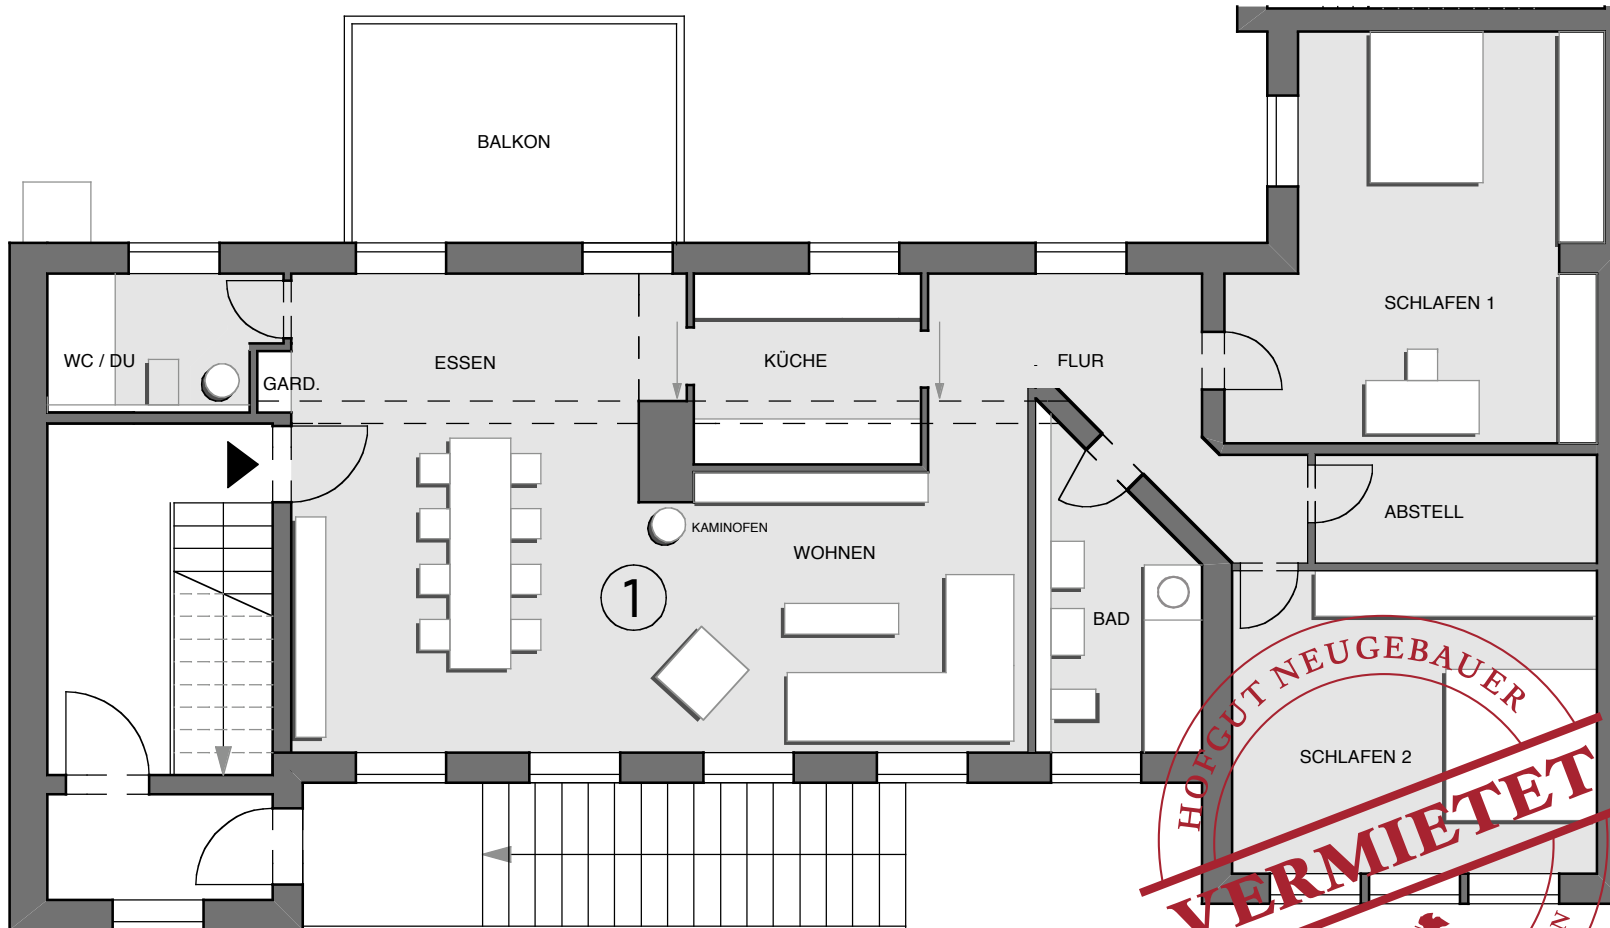 BALKON
SCHLAFEN 1
WC / DU
ESSEN
KÜCHE
FLUR
GARD.
ABSTELL
KAMINOFEN
WOHNEN
1
BAD
HOFGUT NEUGEBAUER
SCHLAFEN 2
VERMIETET